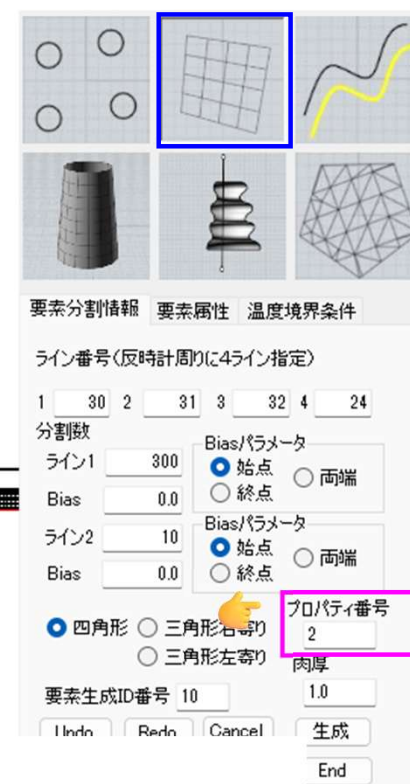 要素分割情報 要素属性 温度境界条件
ライン番号(反時計周りに4ライン指定)
1 30 2 31 3 32 4 24
分割数
ライン1 300
Bias 0.0
Biasパラメータ
始点 両端
終点
ライン2 10
Bias 0.0
Biasパラメータ
始点 両端
終点
プロパティ番号
2
四角形 三角形右寄り
三角形左寄り
肉厚
1.0
要素生成ID番号 10
Undo Redo Cancel 生成
End